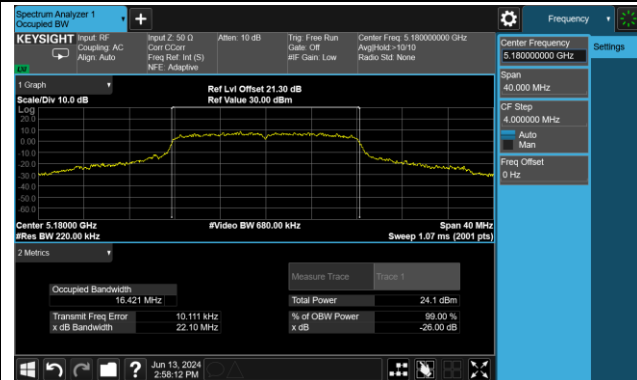 Spectrum Analyzer 1
Occupied BW
Frequency
KEYSIGHT
Input: RF
Coupling: AC
Align: Auto
Input Z: 50 Ω
Corr CCorr
Freq Ref: Int (S)
NFE: Adaptive
Atten: 10 dB
Trig: Free Run
Gate: Off
#IF Gain: Low
Center Freq: 5.180000000 GHz
Avg|Hold:>10/10
Radio Std: None
Center Frequency
5.180000000 GHz
Settings
Span
40.000 MHz
CF Step
4.000000 MHz
Auto
Man
Freq Offset
0 Hz
1 Graph
Scale/Div 10.0 dB
Ref Lvl Offset 21.30 dB
Ref Value 30.00 dBm
Log
20.0
10.0
0.00
-10.0
-20.0
-30.0
-40.0
-50.0
-60.0
Center 5.18000 GHz
#Res BW 220.00 kHz
#Video BW 680.00 kHz
Span 40 MHz
Sweep 1.07 ms (2001 pts)
2 Metrics
Measure Trace
Trace 1
Occupied Bandwidth
16.421 MHz
Total Power
24.1 dBm
Transmit Freq Error
10.111 kHz
% of OBW Power
99.00 %
x dB Bandwidth
22.10 MHz
x dB
-26.00 dB
?
Jun 13, 2024
2:58:12 PM